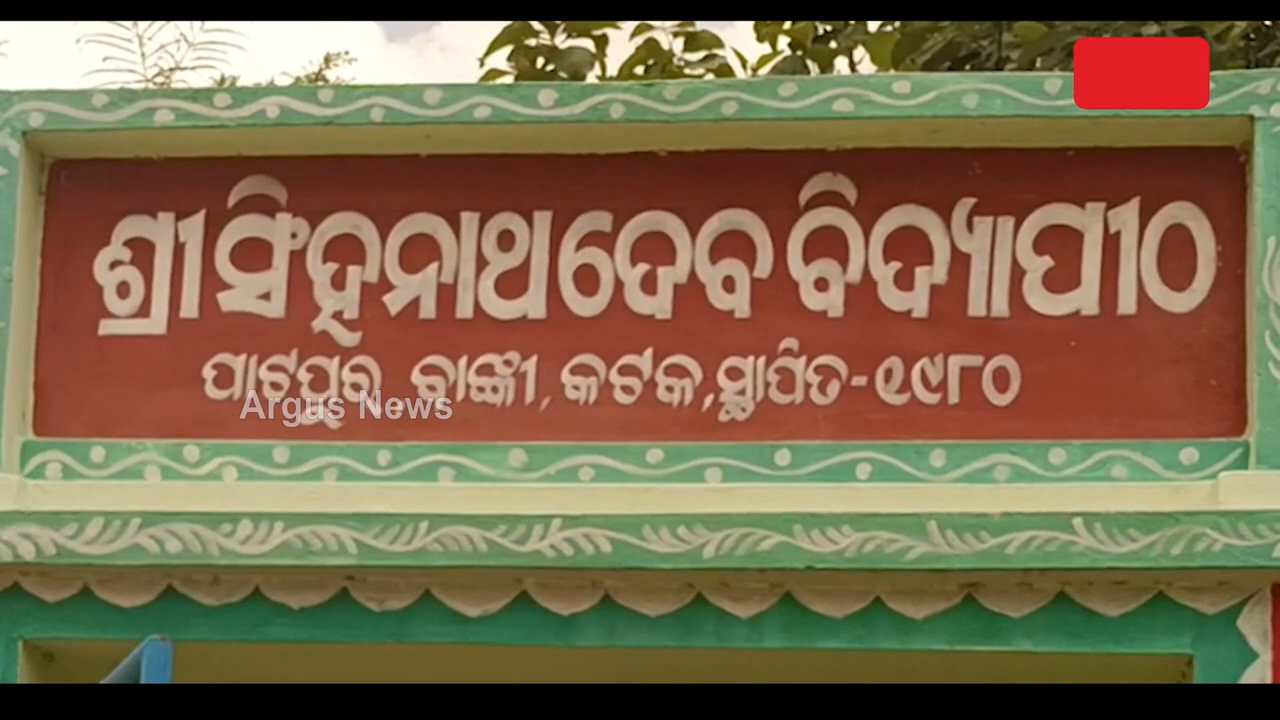 ଶ୍ରୀସିଂହନାଥଦେବ ବିଦ୍ୟାପୀଠ
ପାଟପୁର, ବାଙ୍କୀ, କଟକ, ସ୍ଥାପିତ-୧୯୮୦
Argus News